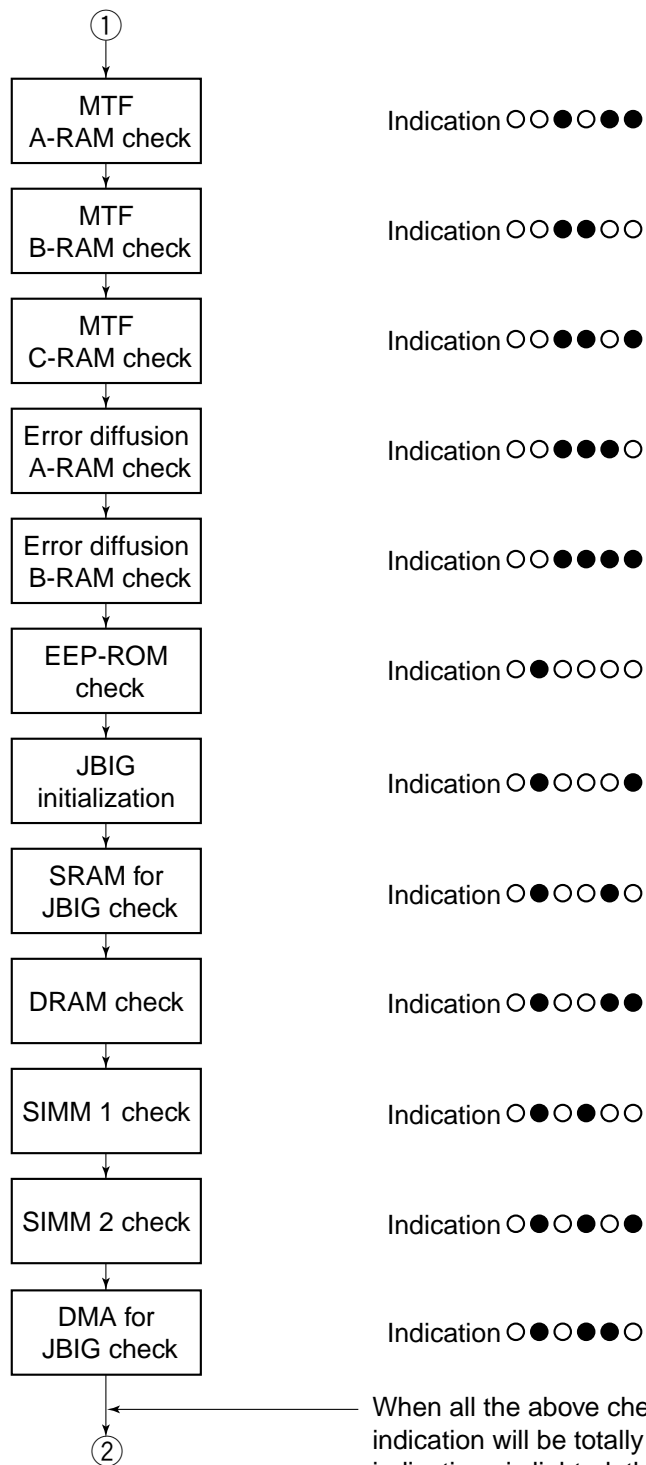 1
MTF
A-RAM check
Indication ○○●○●●
MTF
B-RAM check
Indication ○○●●○○
MTF
C-RAM check
Indication ○○●●○●
Error diffusion
A-RAM check
Indication ○○●●●○
Error diffusion
B-RAM check
Indication ○○●●●●
EEP-ROM
check
Indication ○●○○○○
JBIG
initialization
Indication ○●○○○●
SRAM for
JBIG check
Indication ○●○○●○
DRAM check
Indication ○●○○●●
SIMM 1 check
Indication ○●○●○○
SIMM 2 check
Indication ○●○●○●
DMA for
JBIG check
Indication ○●○●●○
When all the above che
indication will be totally
2